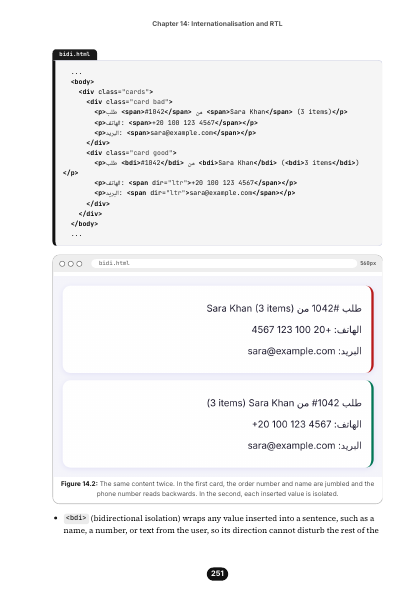 Chapter 14: Internationalisation and RTL
bidi.html
...
<body>
<div class="cards">
<div class="card bad">
<p>طلب <span>#1042</span> من <span>Sara Khan</span> (3 items)</p>
<p>الهاتف: <span>+20 100 123 4567</span></p>
<p>البريد: <span>sara@example.com</span></p>
</div>
<div class="card good">
<p>طلب <bdi>#1042</bdi> من <bdi>Sara Khan</bdi> (<bdi>3 items</bdi>)
</p>
<p>الهاتف: <span dir="ltr">+20 100 123 4567</span></p>
<p>البريد: <span dir="ltr">sara@example.com</span></p>
</div>
</div>
</body>
...
bidi.html 560px
طلب #1042 من Sara Khan (3 items)
الهاتف: +20 100 123 4567
البريد: sara@example.com
طلب #1042 من Sara Khan (3 items)
الهاتف: +20 100 123 4567
البريد: sara@example.com
Figure 14.2: The same content twice. In the first card, the order number and name are jumbled and the
phone number reads backwards. In the second, each inserted value is isolated.
• <bdi> (bidirectional isolation) wraps any value inserted into a sentence, such as a
name, a number, or text from the user, so its direction cannot disturb the rest of the
251